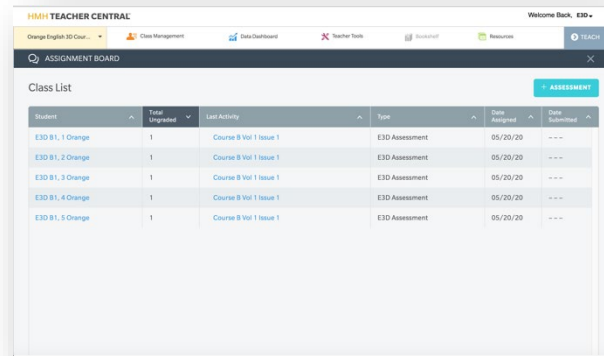 HMH TEACHER CENTRAL
Welcome Back, E3D
Orange English 3D Cour... Class Management Data Dashboard Teacher Tools Bookshelf Resources TEACH
ASSIGNMENT BOARD
Class List
+ ASSESSMENT
Student Total Ungraded Last Activity Type Date Assigned Date Submitted
E3D B1, 1 Orange 1 Course B Vol 1 Issue 1 E3D Assessment 05/20/20 ---
E3D B1, 2 Orange 1 Course B Vol 1 Issue 1 E3D Assessment 05/20/20 ---
E3D B1, 3 Orange 1 Course B Vol 1 Issue 1 E3D Assessment 05/20/20 ---
E3D B1, 4 Orange 1 Course B Vol 1 Issue 1 E3D Assessment 05/20/20 ---
E3D B1, 5 Orange 1 Course B Vol 1 Issue 1 E3D Assessment 05/20/20 ---